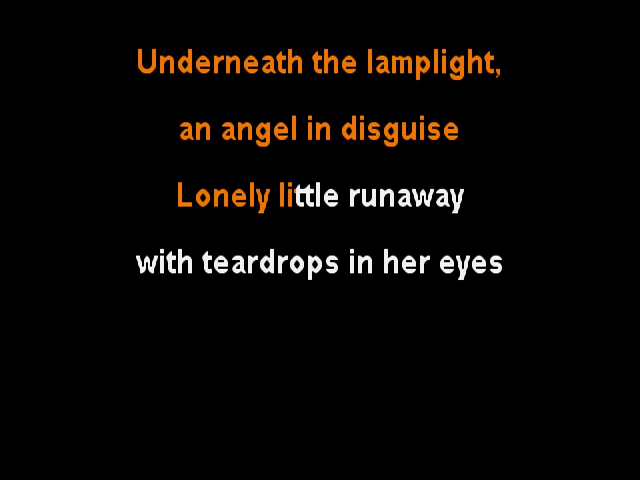 Underneath the lamplight,
an angel in disguise
Lonely little runaway
with teardrops in her eyes